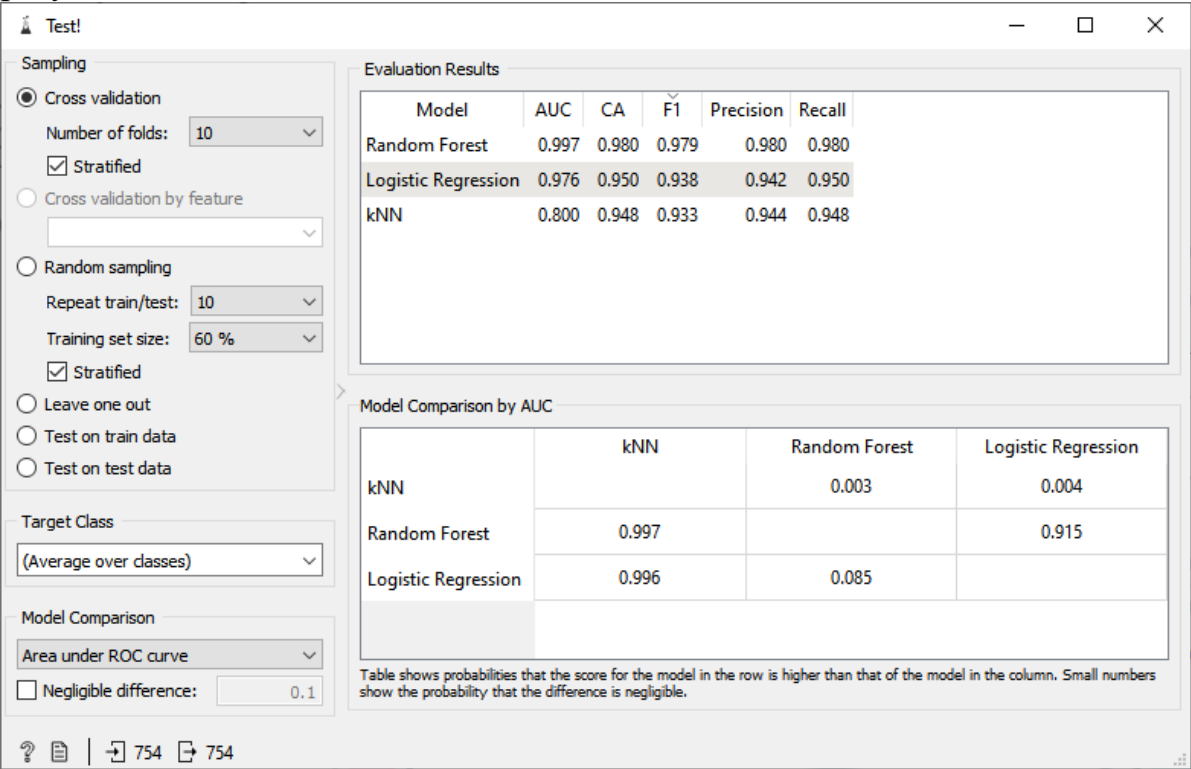 Test!
Sampling
Cross validation
Number of folds: 10
Stratified
Cross validation by feature
Random sampling
Repeat train/test: 10
Training set size: 60 %
Stratified
Leave one out
Test on train data
Test on test data
Target Class
(Average over classes)
Model Comparison
Area under ROC curve
Negligible difference: 0.1
? 754 754
Evaluation Results
Model AUC CA F1 Precision Recall
Random Forest 0.997 0.980 0.979 0.980 0.980
Logistic Regression 0.976 0.950 0.938 0.942 0.950
kNN 0.800 0.948 0.933 0.944 0.948
Model Comparison by AUC
kNN Random Forest Logistic Regression
kNN 0.003 0.004
Random Forest 0.997 0.915
Logistic Regression 0.996 0.085
Table shows probabilities that the score for the model in the row is higher than that of the model in the column. Small numbers
show the probability that the difference is negligible.